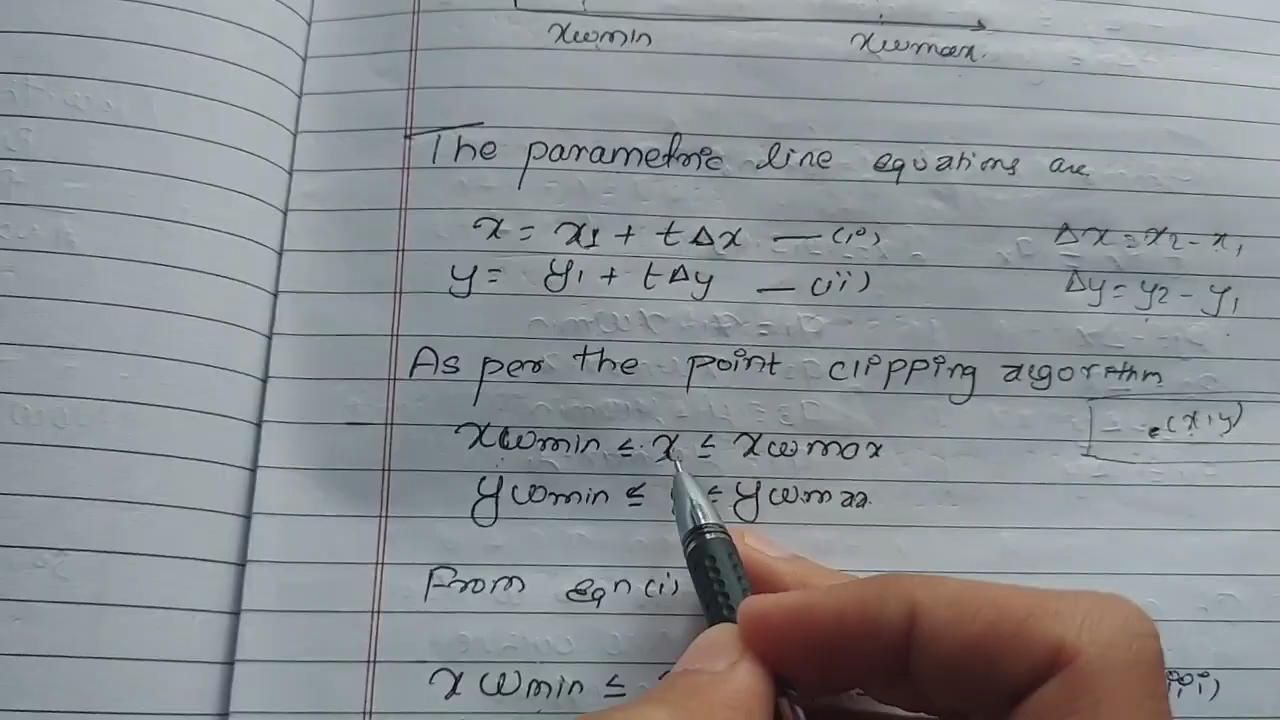 xwmin xwmax.
The parametric line equations are
x = x1 + tΔx — (i) Δx = x2 - x1
y = y1 + tΔy — (ii) Δy = y2 - y1
As per the point clippping algorithm
xwmin ≤ x ≤ xwmax (x,y)
ywmin ≤ ≤ ywmax
From eqn(i)
xwmin ≤